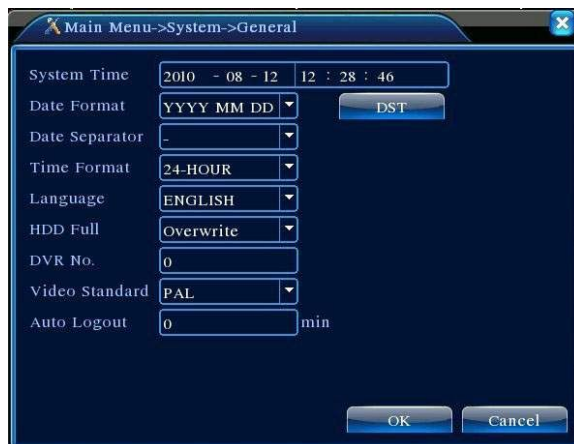 Main Menu->System->General
System Time 2010 - 08 - 12 12 : 28 : 46
Date Format YYYY MM DD DST
Date Separator -
Time Format 24-HOUR
Language ENGLISH
HDD Full Overwrite
DVR No. 0
Video Standard PAL
Auto Logout 0 min
OK Cancel